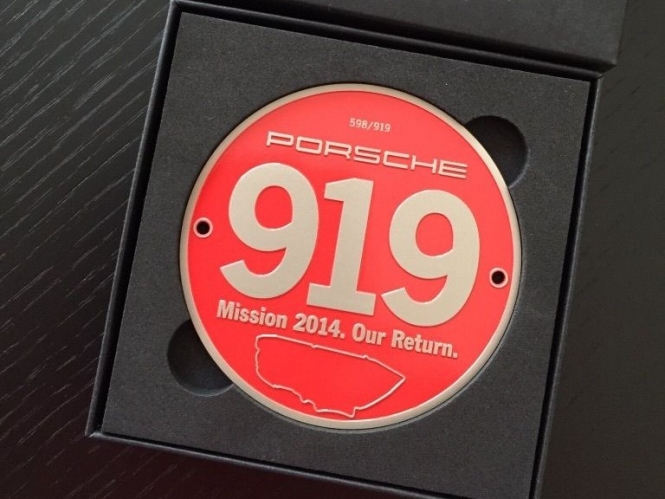 598/919
PORSCHE
919
Mission 2014. Our Return.